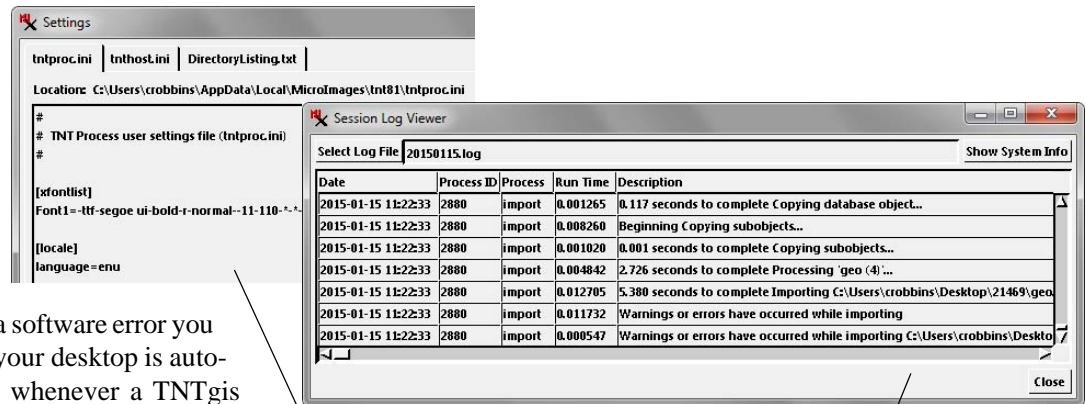 Settings
tntproc.ini tnthost.ini DirectoryListing.txt
Location: C:\Users\crobbins\AppData\Local\MicroImages\tnt81\tntproc.ini
#
# TNT Process user settings file (tntproc.ini)
#
[xfontlist]
Font1=-ttf-segoe ui-bold-r-normal--11-110-*-*-
[locale]
language=enu
Session Log Viewer
Select Log File 20150115.log Show System Info
Date Process ID Process Run Time Description
2015-01-15 11:22:33 2880 import 0.001265 0.117 seconds to complete Copying database object...
2015-01-15 11:22:33 2880 import 0.008260 Beginning Copying subobjects...
2015-01-15 11:22:33 2880 import 0.001020 0.001 seconds to complete Copying subobjects...
2015-01-15 11:22:33 2880 import 0.004842 2.726 seconds to complete Processing 'geo (4)'...
2015-01-15 11:22:33 2880 import 0.012705 5.380 seconds to complete Importing C:\Users\crobbins\Desktop\21469\geo
2015-01-15 11:22:33 2880 import 0.011732 Warnings or errors have occurred while importing
2015-01-15 11:22:33 2880 import 0.000547 Warnings or errors have occurred while importing C:\Users\crobbins\Deskto
Close
a software error you
your desktop is auto-
whenever a TNTgis